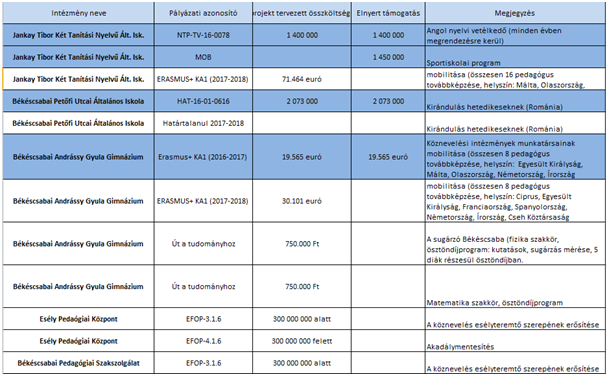 Intézmény neve Pályázati azonosító rojekt tervezett összköltség Elnyert támogatás Megjegyzés
Jankay Tibor Két Tanítási Nyelvű Ált. Isk. NTP-TV-16-0078 1 400 000 1 400 000 Angol nyelvi vetélkedő (minden évben
megrendezésre kerül)
Jankay Tibor Két Tanítási Nyelvű Ált. Isk. MOB 1 450 000
Sportiskolai program
Jankay Tibor Két Tanítási Nyelvű Ált. Isk. ERASMUS+ KA1 (2017-2018) 71.464 euró mobilitása (összesen 16 pedagógus
továbbképzése, helyszín: Málta, Olaszország,
Békéscsabai Petőfi Utcai Általános Iskola HAT-16-01-0616 2 073 000 2 073 000
Kirándulás hetedikeseknek (Románia)
Békéscsabai Petőfi Utcai Általános Iskola Határtalanul 2017-2018
Kirándulás hetedikeseknek (Románia)
Békéscsabai Andrássy Gyula Gimnázium Erasmus+ KA1 (2016-2017) 19.565 euró 19.565 euró Köznevelési intézmények munkatársainak
mobilitása (összesen 8 pedagógus
továbbképzése, helyszín: Egyesült Királyság,
Málta, Olaszország, Németország, Írország
Békéscsabai Andrássy Gyula Gimnázium ERASMUS+ KA1 (2017-2018) 30.101 euró mobilitása (összesen 8 pedagógus
továbbképzése, helyszín: Ciprus, Egyesült
Királyság, Franciaország, Spanyolország,
Németország, Írország, Cseh Köztársaság
Békéscsabai Andrássy Gyula Gimnázium Út a tudományhoz 750.000 Ft A sugárzó Békéscsaba (fizika szakkör,
ösztöndíjprogram: kutatások, sugárzás mérése, 5
diák részesül ösztöndíjban.
Békéscsabai Andrássy Gyula Gimnázium Út a tudományhoz 750.000 Ft
Matematika szakkör, ösztöndíjprogram
Esély Pedaógiai Központ EFOP-3.1.6 300 000 000 alatt
A köznevelés esélyteremtő szerepének erősítése
Esély Pedaógiai Központ EFOP-4.1.6 300 000 000 felett
Akadálymentesítés
Békéscsabai Pedagógiai Szakszolgálat EFOP-3.1.6 300 000 000 alatt
A köznevelés esélyteremtő szerepének erősítése